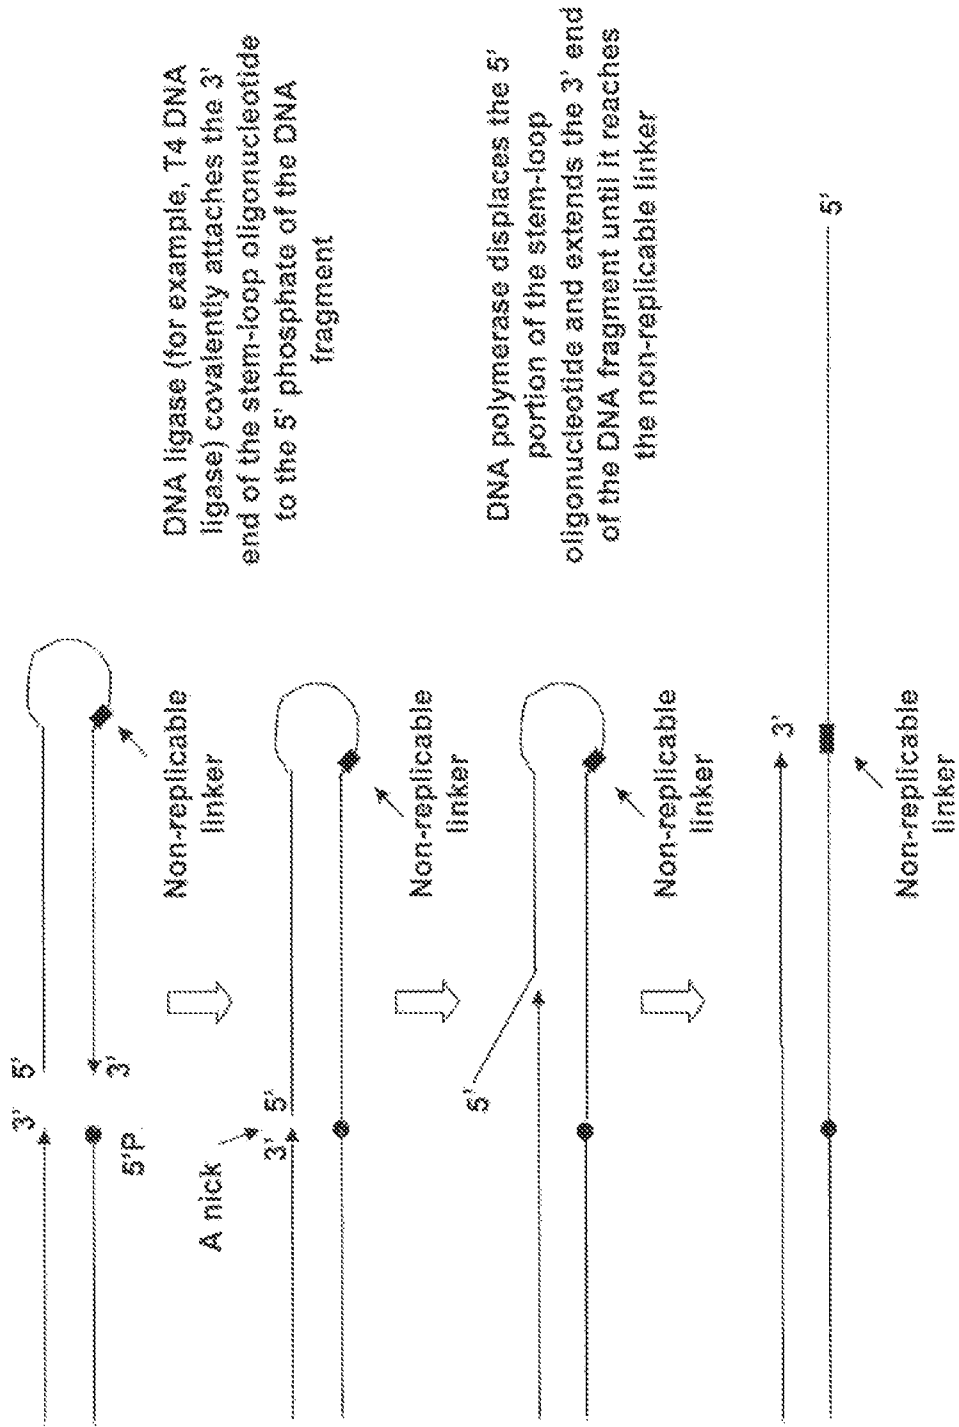 3'
5'
5'P
3'
Non-replicable
linker
DNA ligase (for example, T4 DNA
ligase) covalently attaches the 3'
end of the stem-loop oligonucleotide
to the 5' phosphate of the DNA
fragment
A nick
3'
5'
Non-replicable
linker
DNA polymerase displaces the 5'
portion of the stem-loop
oligonucleotide and extends the 3' end
of the DNA fragment until it reaches
the non-replicable linker
5'
Non-replicable
linker
3'
5'
Non-replicable
linker